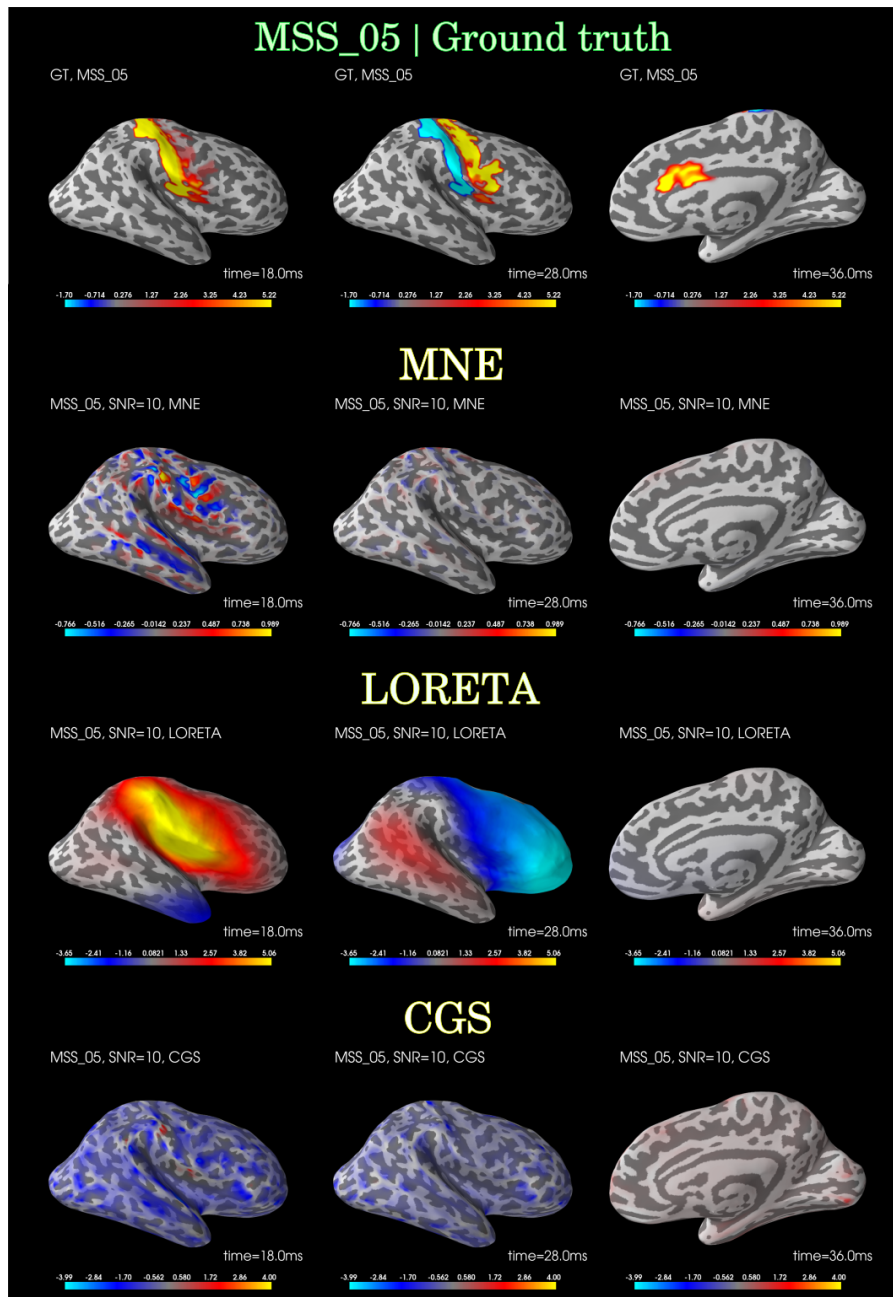 MSS_05 | Ground truth
GT, MSS_05 GT, MSS_05 GT, MSS_05
time=18.0ms time=28.0ms time=36.0ms
-1.70 -0.714 0.276 1.27 2.26 3.25 4.23 5.22 -1.70 -0.714 0.276 1.27 2.26 3.25 4.23 5.22 -1.70 -0.714 0.276 1.27 2.26 3.25 4.23 5.22
MNE
MSS_05, SNR=10, MNE MSS_05, SNR=10, MNE MSS_05, SNR=10, MNE
time=18.0ms time=28.0ms time=36.0ms
-0.766 -0.516 -0.265 -0.0142 0.237 0.487 0.738 0.989 -0.766 -0.516 -0.265 -0.0142 0.237 0.487 0.738 0.989 -0.766 -0.516 -0.265 -0.0142 0.237 0.487 0.738 0.989
LORETA
MSS_05, SNR=10, LORETA MSS_05, SNR=10, LORETA MSS_05, SNR=10, LORETA
time=18.0ms time=28.0ms time=36.0ms
-3.65 -2.41 -1.16 0.0821 1.33 2.57 3.82 5.06 -3.65 -2.41 -1.16 0.0821 1.33 2.57 3.82 5.06 -3.65 -2.41 -1.16 0.0821 1.33 2.57 3.82 5.06
CGS
MSS_05, SNR=10, CGS MSS_05, SNR=10, CGS MSS_05, SNR=10, CGS
time=18.0ms time=28.0ms time=36.0ms
-3.99 -2.84 -1.70 -0.562 0.580 1.72 2.86 4.00 -3.99 -2.84 -1.70 -0.562 0.580 1.72 2.86 4.00 -3.99 -2.84 -1.70 -0.562 0.580 1.72 2.86 4.00